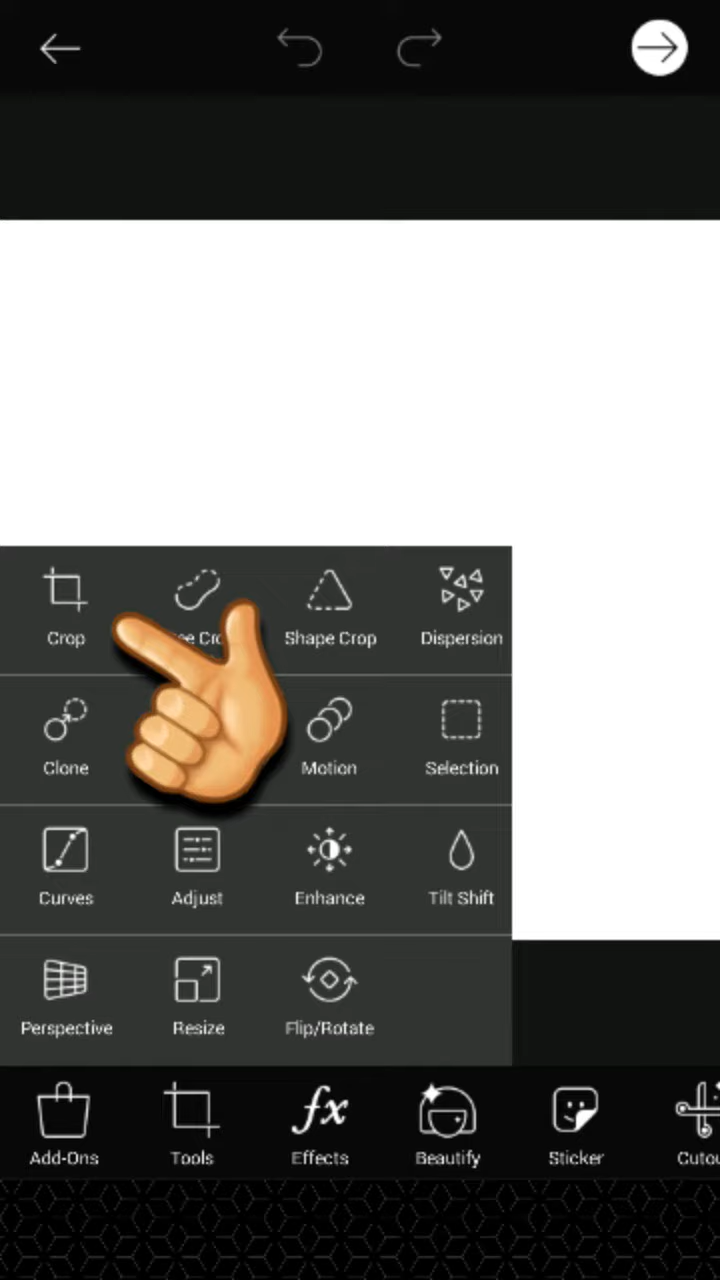 Crop
Shape Crop
Dispersion
Clone
Motion
Selection
Curves
Adjust
Enhance
Tilt Shift
Perspective
Resize
Flip/Rotate
Add-Ons
Tools
fx
Effects
Beautify
Sticker